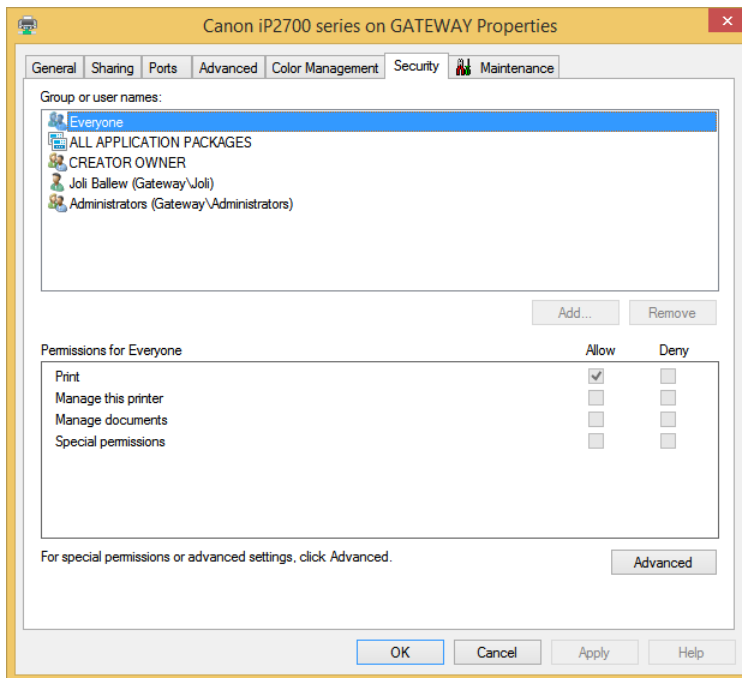 Canon iP2700 series on GATEWAY Properties
General Sharing Ports Advanced Color Management Security Maintenance
Group or user names:
Everyone
ALL APPLICATION PACKAGES
CREATOR OWNER
Joli Ballew (Gateway\Joli)
Administrators (Gateway\Administrators)
Add... Remove
Permissions for Everyone Allow Deny
Print
Manage this printer
Manage documents
Special permissions
For special permissions or advanced settings, click Advanced.
Advanced
OK Cancel Apply Help